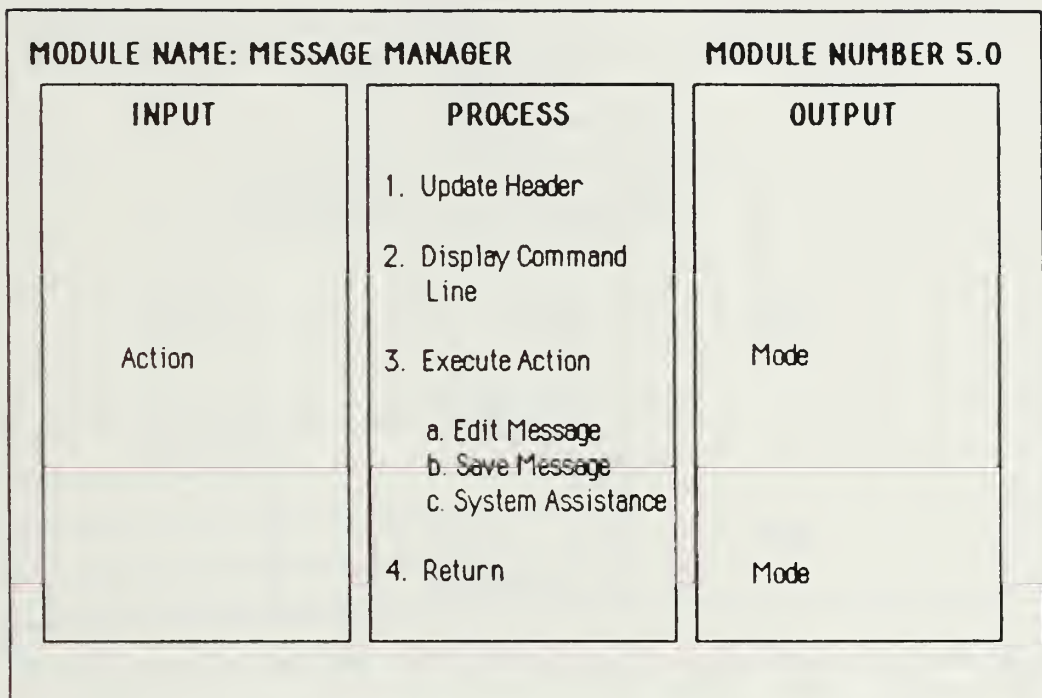 MODULE NAME: MESSAGE MANAGER MODULE NUMBER 5.0
INPUT PROCESS OUTPUT
1. Update Header
2. Display Command
Line
Action 3. Execute Action Mode
a. Edit Message
b. Save Message
c. System Assistance
4. Return Mode